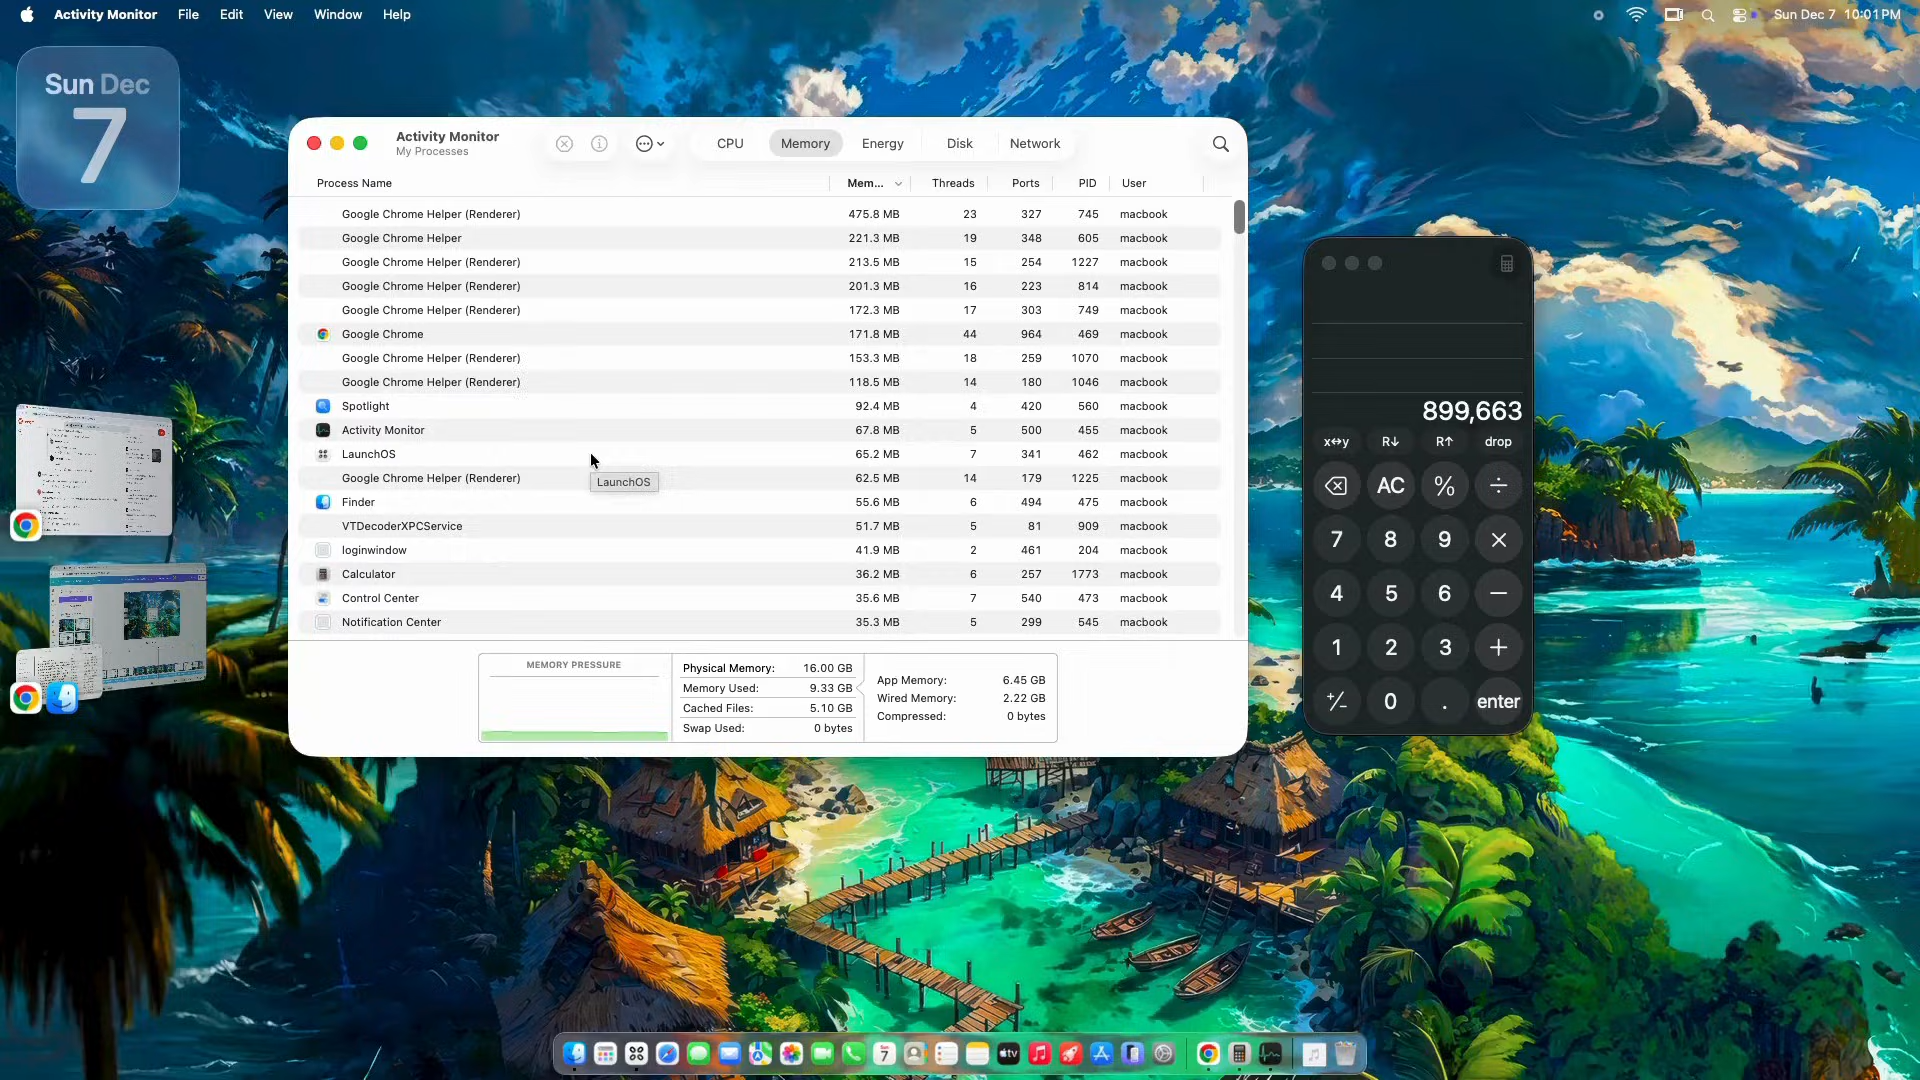 Activity Monitor File Edit View Window Help
Sun Dec 7 10:01 PM
Sun Dec
7
Activity Monitor
My Processes
CPU Memory Energy Disk Network
Process Name Mem... Threads Ports PID User
Google Chrome Helper (Renderer) 475.8 MB 23 327 745 macbook
Google Chrome Helper 221.3 MB 19 348 605 macbook
Google Chrome Helper (Renderer) 213.5 MB 15 254 1227 macbook
Google Chrome Helper (Renderer) 201.3 MB 16 223 814 macbook
Google Chrome Helper (Renderer) 172.3 MB 17 303 749 macbook
Google Chrome 171.8 MB 44 964 469 macbook
Google Chrome Helper (Renderer) 153.3 MB 18 259 1070 macbook
Google Chrome Helper (Renderer) 118.5 MB 14 180 1046 macbook
Spotlight 92.4 MB 4 420 560 macbook
Activity Monitor 67.8 MB 5 500 455 macbook
LaunchOS 65.2 MB 7 341 462 macbook
Google Chrome Helper (Renderer) 62.5 MB 14 179 1225 macbook
LaunchOS
Finder 55.6 MB 6 494 475 macbook
VTDecoderXPCService 51.7 MB 5 81 909 macbook
loginwindow 41.9 MB 2 461 204 macbook
Calculator 36.2 MB 6 257 1773 macbook
Control Center 35.6 MB 7 540 473 macbook
Notification Center 35.3 MB 5 299 545 macbook
MEMORY PRESSURE
Physical Memory: 16.00 GB
Memory Used: 9.33 GB
Cached Files: 5.10 GB
Swap Used: 0 bytes
App Memory: 6.45 GB
Wired Memory: 2.22 GB
Compressed: 0 bytes
899,663
x↔y R↓ R↑ drop
AC % ÷
7 8 9 ×
4 5 6 −
1 2 3 +
+/− 0 . enter
7
tv